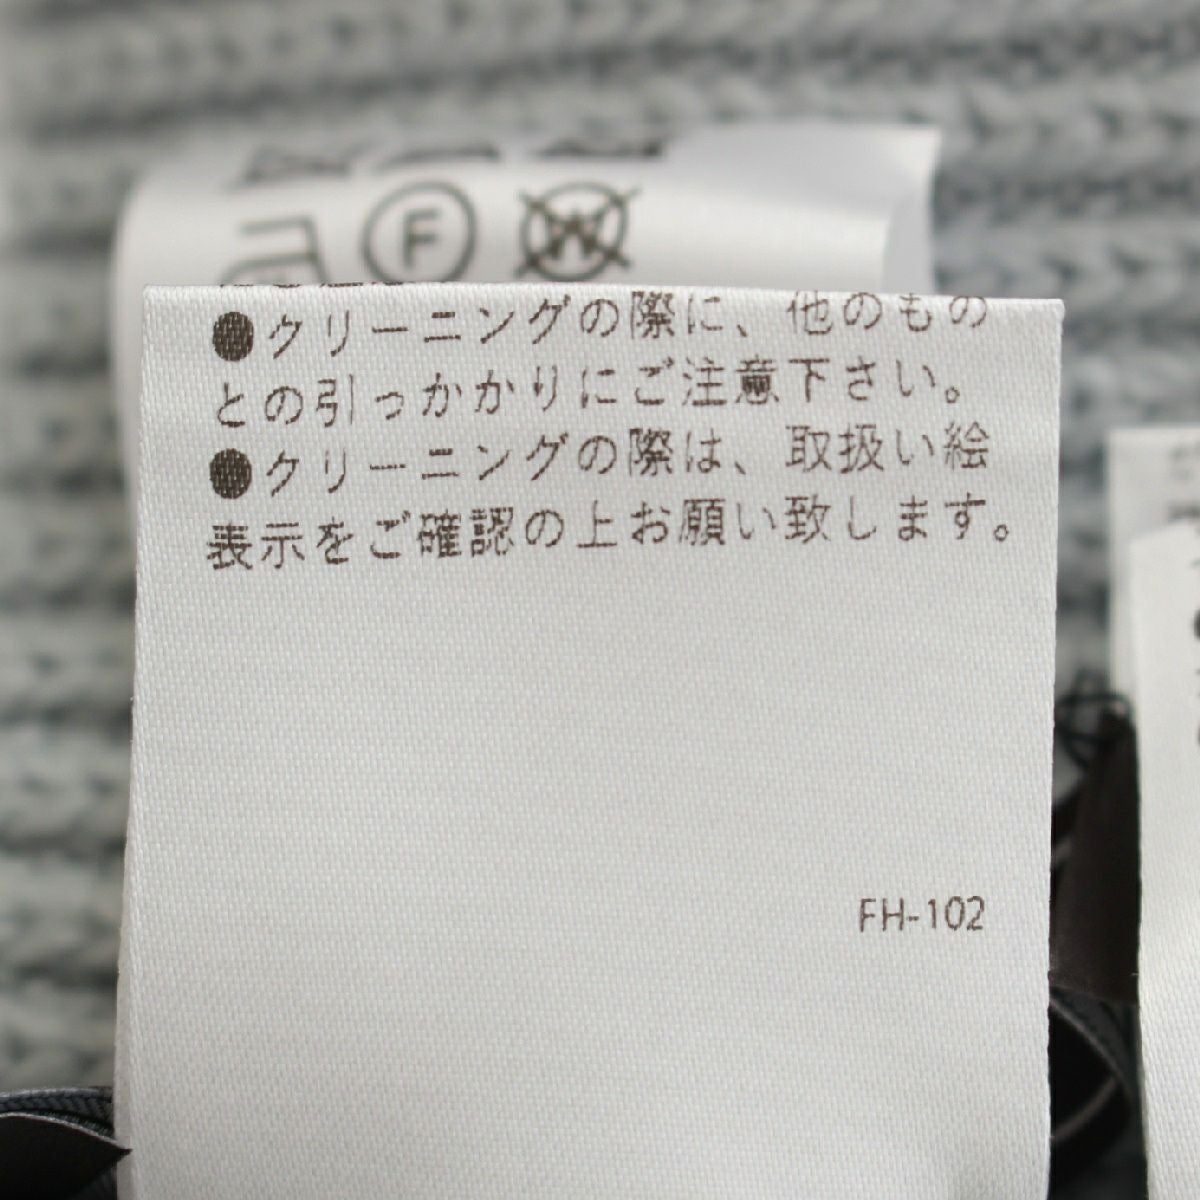 F
W
●クリーニングの際に、他のもの
との引っかかりにご注意下さい。
●クリーニングの際は、取扱い絵
表示をご確認の上お願い致します。
FH-102